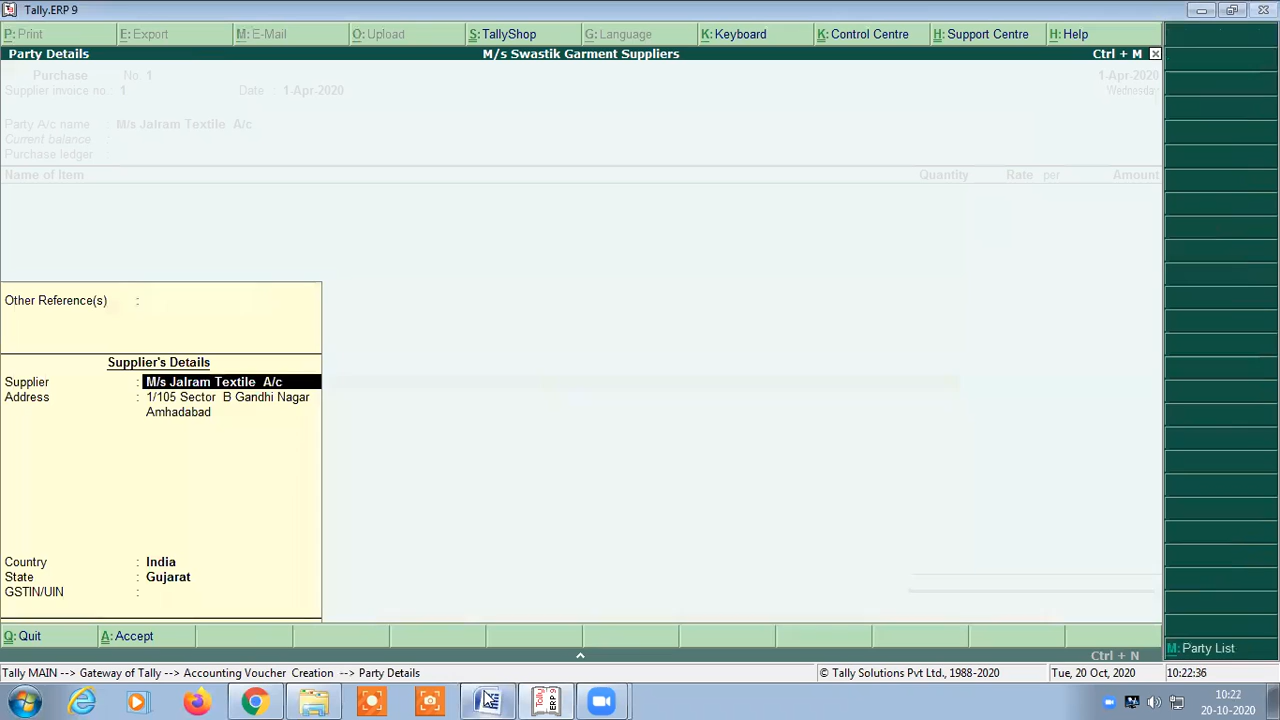 Tally.ERP 9
P: Print E: Export M: E-Mail O: Upload S: TallyShop G: Language K: Keyboard K: Control Centre H: Support Centre H: Help
Party Details M/s Swastik Garment Suppliers Ctrl + M
Purchase No. 1 1-Apr-2020
Supplier invoice no. 1 Date : 1-Apr-2020 Wednesday
Party A/c name : M/s Jalram Textile A/c
Current balance :
Purchase ledger :
Name of Item Quantity Rate per Amount
Other Reference(s) :
Supplier's Details
Supplier : M/s Jalram Textile A/c
Address : 1/105 Sector B Gandhi Nagar
Amhadabad
Country : India
State : Gujarat
GSTIN/UIN :
Q: Quit A: Accept
M: Party List
Ctrl + N
Tally MAIN --> Gateway of Tally --> Accounting Voucher Creation --> Party Details © Tally Solutions Pvt Ltd., 1988-2020 Tue, 20 Oct, 2020 10:22:36
Tally ERP 9
10:22
20-10-2020